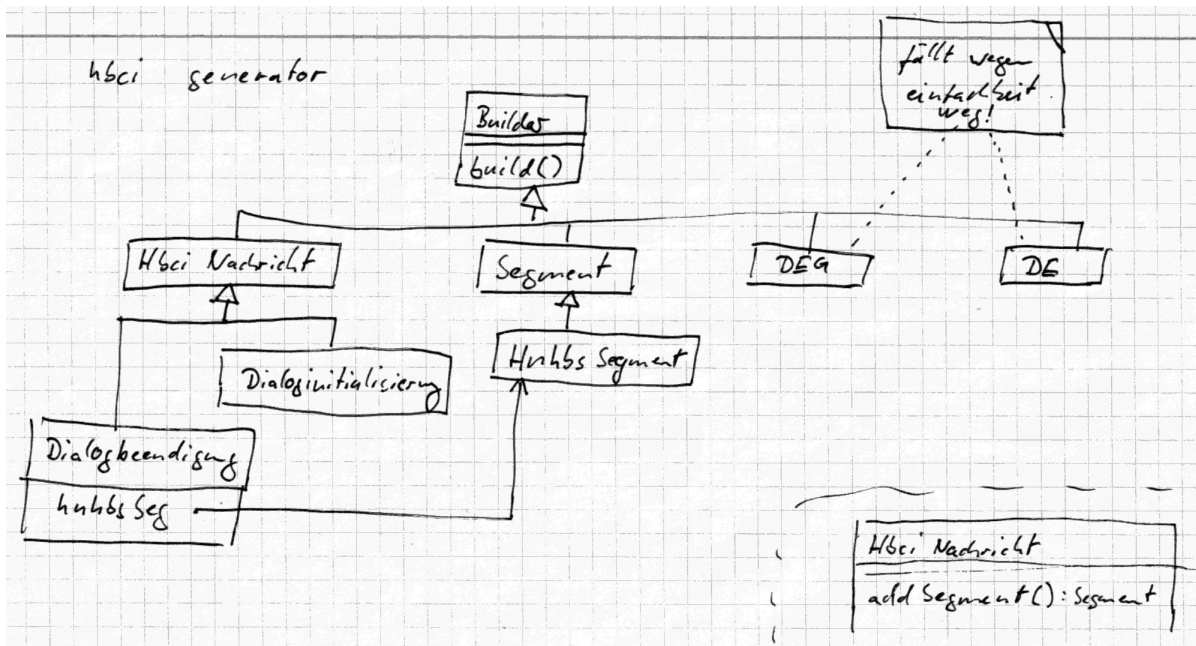 hbci generator
fällt wegen
einfachheit
weg!
Builder
build()
Hbci Nachricht
Segment
DEG
DE
Hnhbs Segment
Dialoginitialisierung
Dialogbeendigung
hnhbs Seg
Hbci Nachricht
add Segment() : Segment